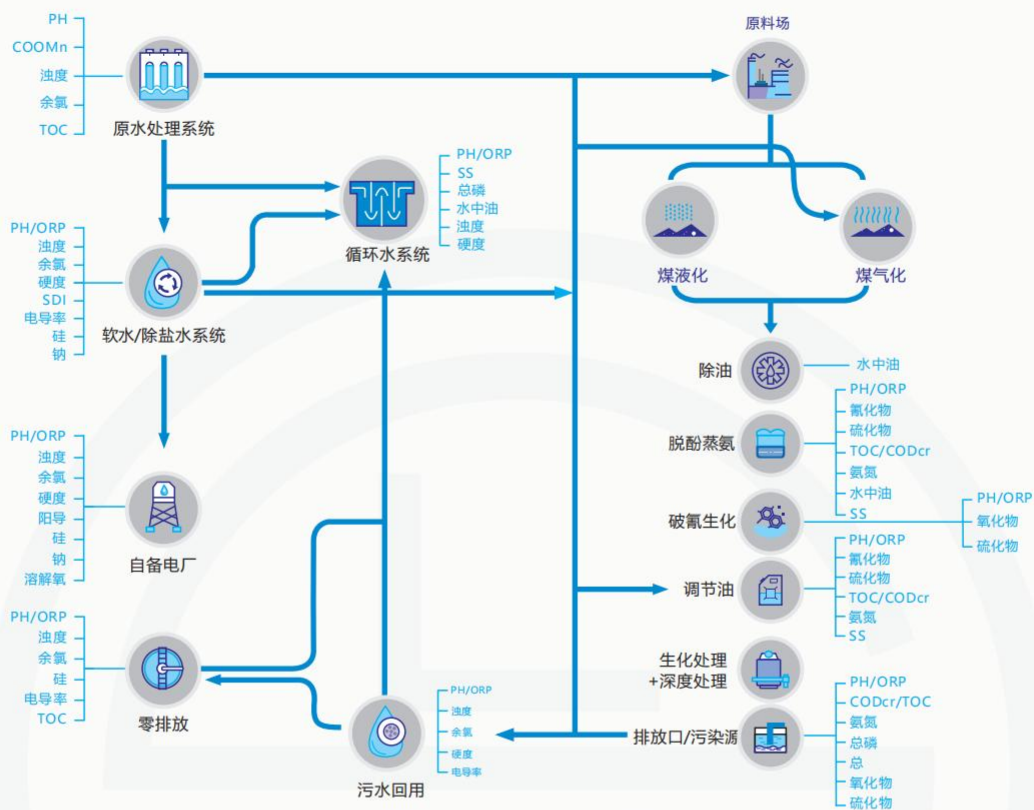 PH
COOMn
浊度
余氯
TOC
原水处理系统
原料场
PH/ORP
SS
总磷
水中油
浊度
硬度
循环水系统
煤液化
煤气化
PH/ORP
浊度
余氯
硬度
SDI
电导率
硅
钠
软水/除盐水系统
除油
水中油
脱酚蒸氨
PH/ORP
氰化物
硫化物
TOC/CODcr
氨氮
水中油
SS
PH/ORP
浊度
余氯
硬度
阳导
硅
钠
溶解氧
自备电厂
破氰生化
PH/ORP
氧化物
硫化物
调节油
PH/ORP
氰化物
硫化物
TOC/CODcr
氨氮
SS
PH/ORP
浊度
余氯
硅
电导率
TOC
零排放
生化处理
+深度处理
PH/ORP
浊度
余氯
硬度
电导率
污水回用
排放口/污染源
PH/ORP
CODcr/TOC
氨氮
总磷
总
氧化物
硫化物